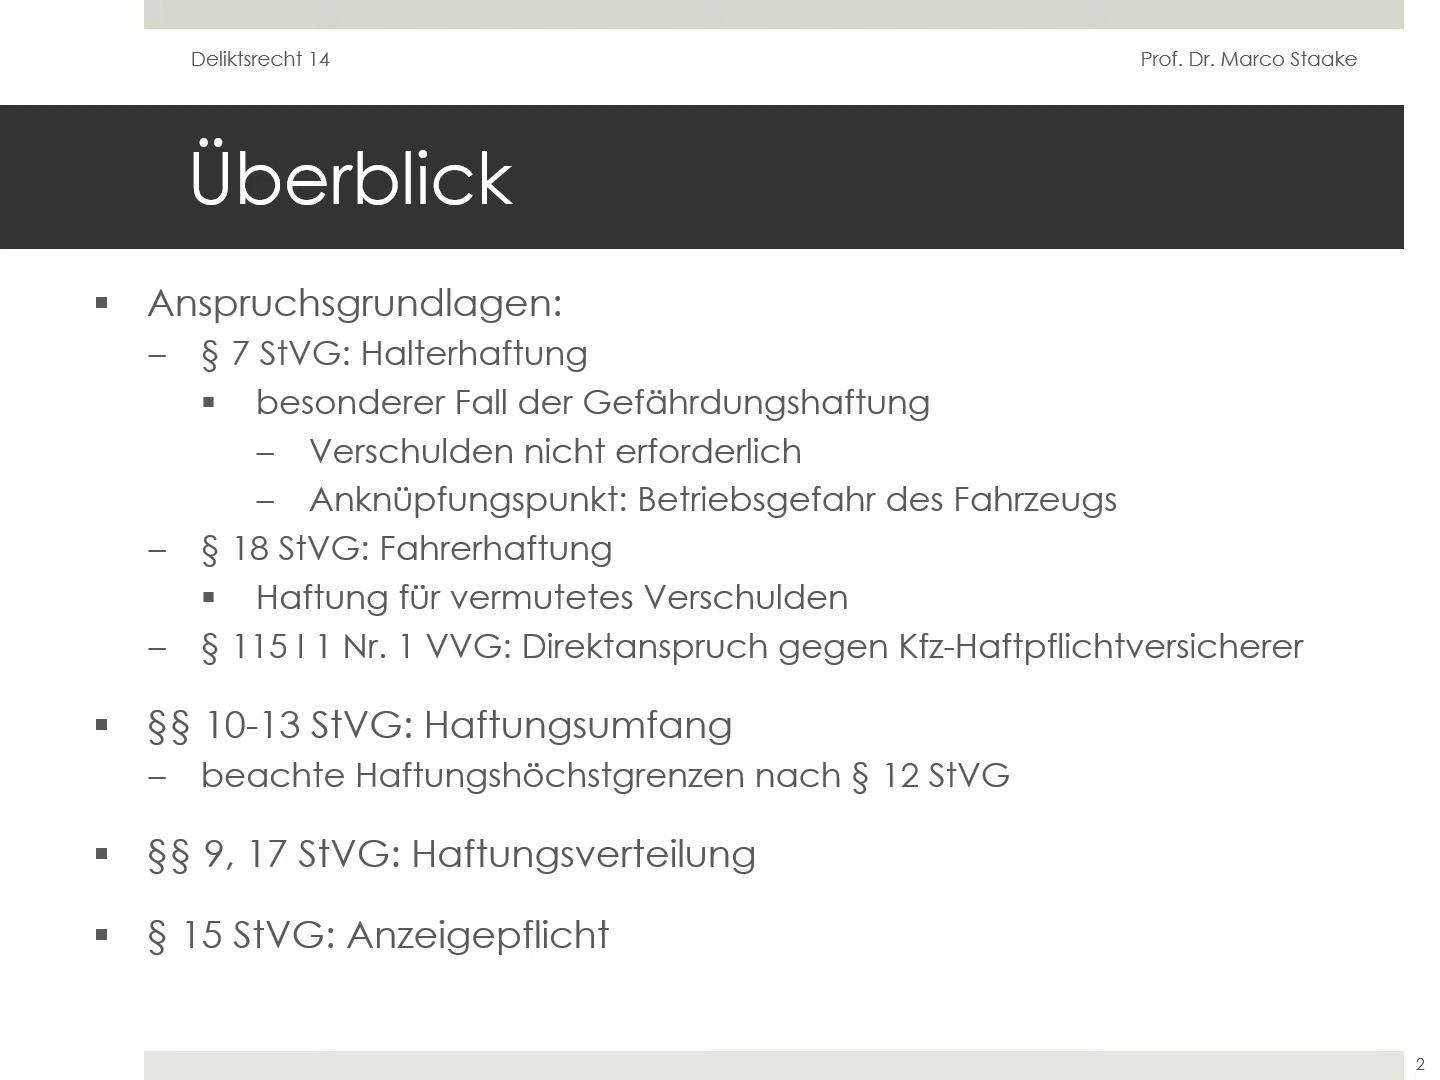 Deliktsrecht 14
Prof. Dr. Marco Staake
Überblick
▪ Anspruchsgrundlagen:
– § 7 StVG: Halterhaftung
▪ besonderer Fall der Gefährdungshaftung
– Verschulden nicht erforderlich
– Anknüpfungspunkt: Betriebsgefahr des Fahrzeugs
– § 18 StVG: Fahrerhaftung
▪ Haftung für vermutetes Verschulden
– § 115 I 1 Nr. 1 VVG: Direktanspruch gegen Kfz-Haftpflichtversicherer
▪ §§ 10-13 StVG: Haftungsumfang
– beachte Haftungshöchstgrenzen nach § 12 StVG
▪ §§ 9, 17 StVG: Haftungsverteilung
▪ § 15 StVG: Anzeigepflicht
2